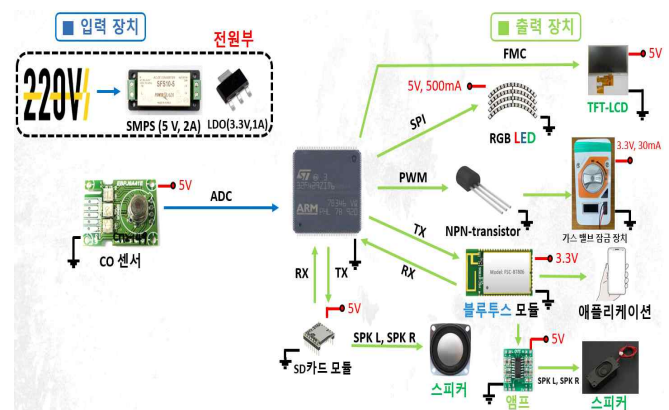 ■ 입력 장치
전원부
220V
SMPS (5 V, 2A)
LDO(3.3V,1A)
5V
ADC
CO 센서
ARM
■ 출력 장치
FMC
5V
TFT-LCD
5V, 500mA
SPI
RGB LED
PWM
NPN-transistor
3.3V, 30mA
가스 밸브 잠금 장치
TX
RX
3.3V
블루투스 모듈
애플리케이션
RX
TX
5V
SD카드 모듈
SPK L, SPK R
스피커
5V
앰프
SPK L, SPK R
스피커